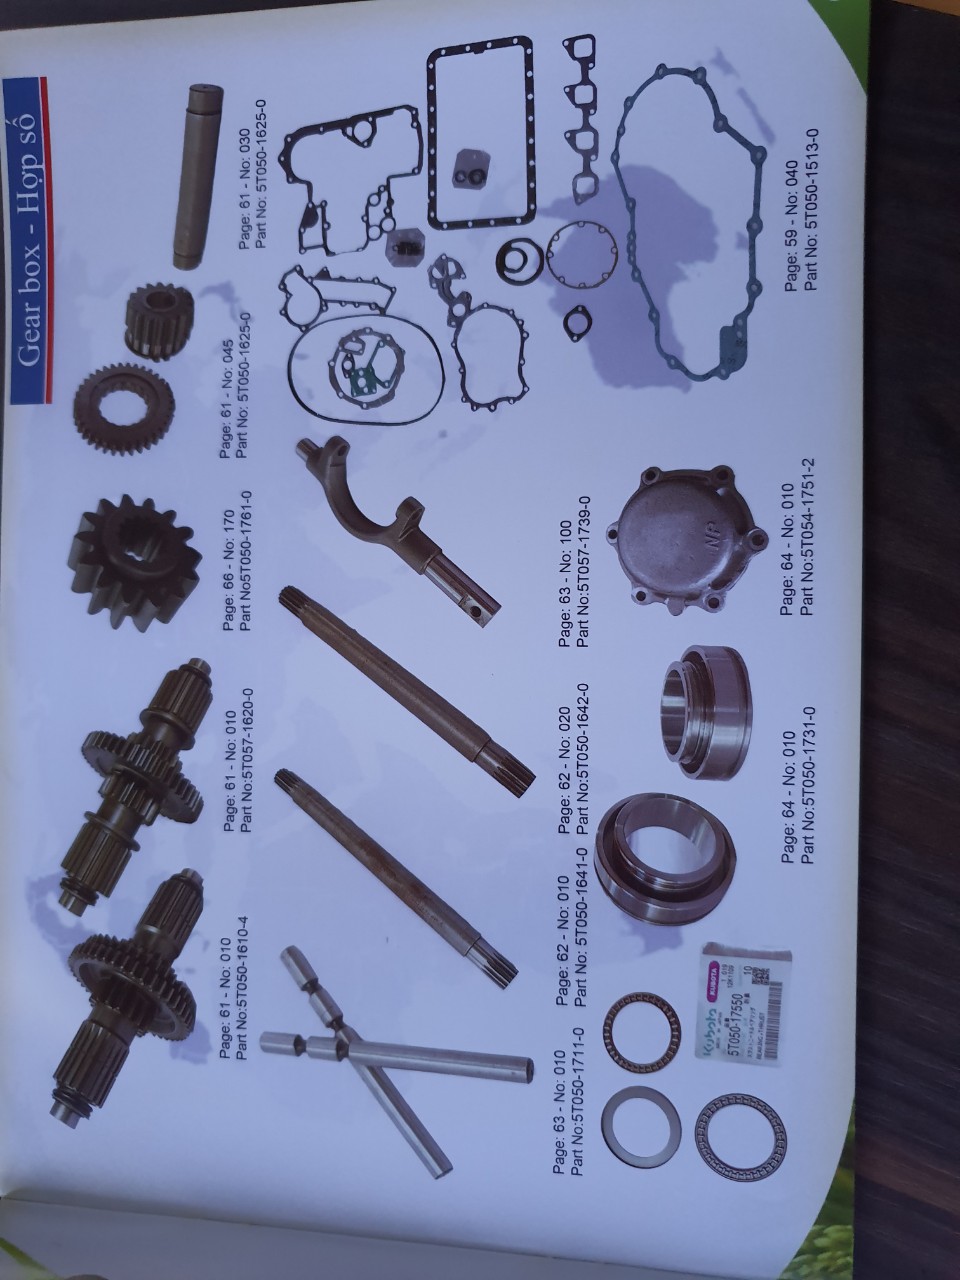 Gear box - Hợp số
Page: 61 - No: 010
Part No:5T050-1610-4
Page: 61 - No: 010
Part No:5T057-1620-0
Page: 66 - No: 170
Part No5T050-1761-0
Page: 61 - No: 045
Part No: 5T050-1625-0
Page: 61 - No: 030
Part No: 5T050-1625-0
Page: 63 - No: 010
Part No:5T050-1711-0
Page: 62 - No: 010
Part No: 5T050-1641-0
Page: 62 - No: 020
Part No: 5T050-1642-0
Page: 63 - No: 100
Part No:5T057-1739-0
Kubota KUBOTA
5T050-17550
10
BEARING,THRUST
NP
Page: 64 - No: 010
Part No:5T050-1731-0
Page: 64 - No: 010
Part No:5T054-1751-2
Page: 59 - No: 040
Part No: 5T050-1513-0